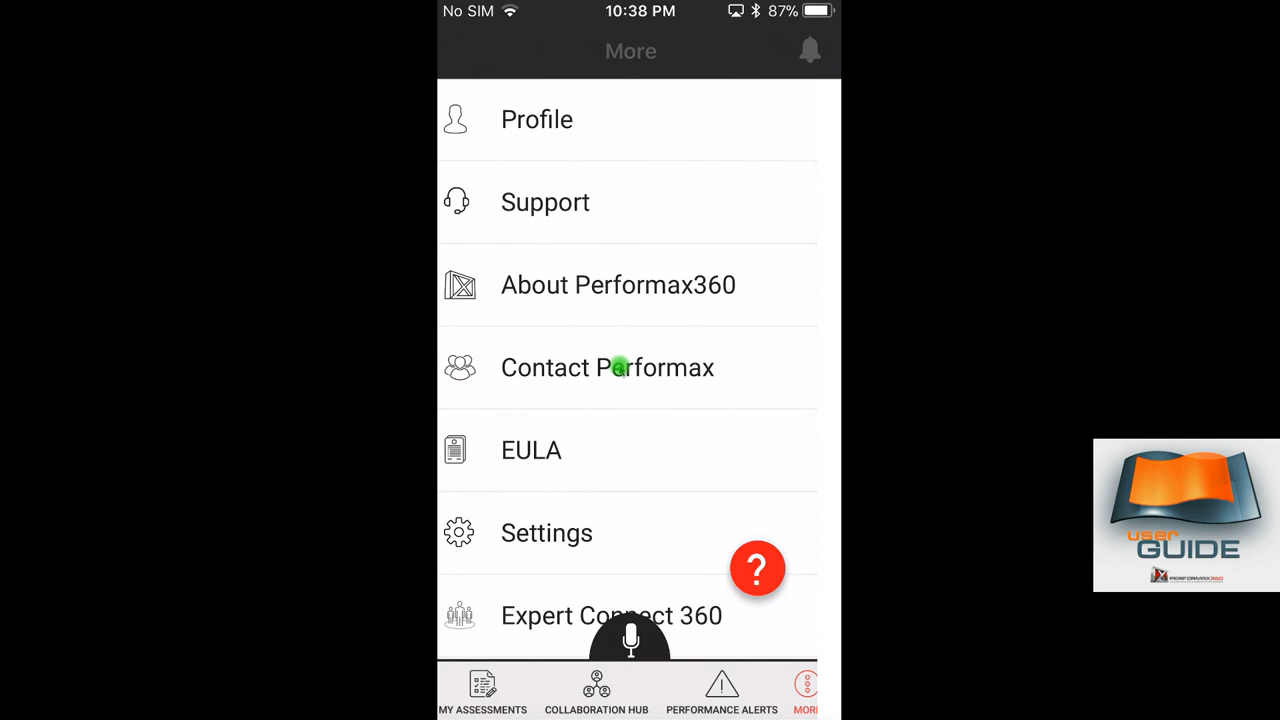 No SIM 10:38 PM 87%
More
Profile
Support
About Performax360
Contact Performax
EULA
Settings
?
Expert Connect 360
MY ASSESSMENTS COLLABORATION HUB PERFORMANCE ALERTS MORE
user
GUIDE
PERFORMAX360